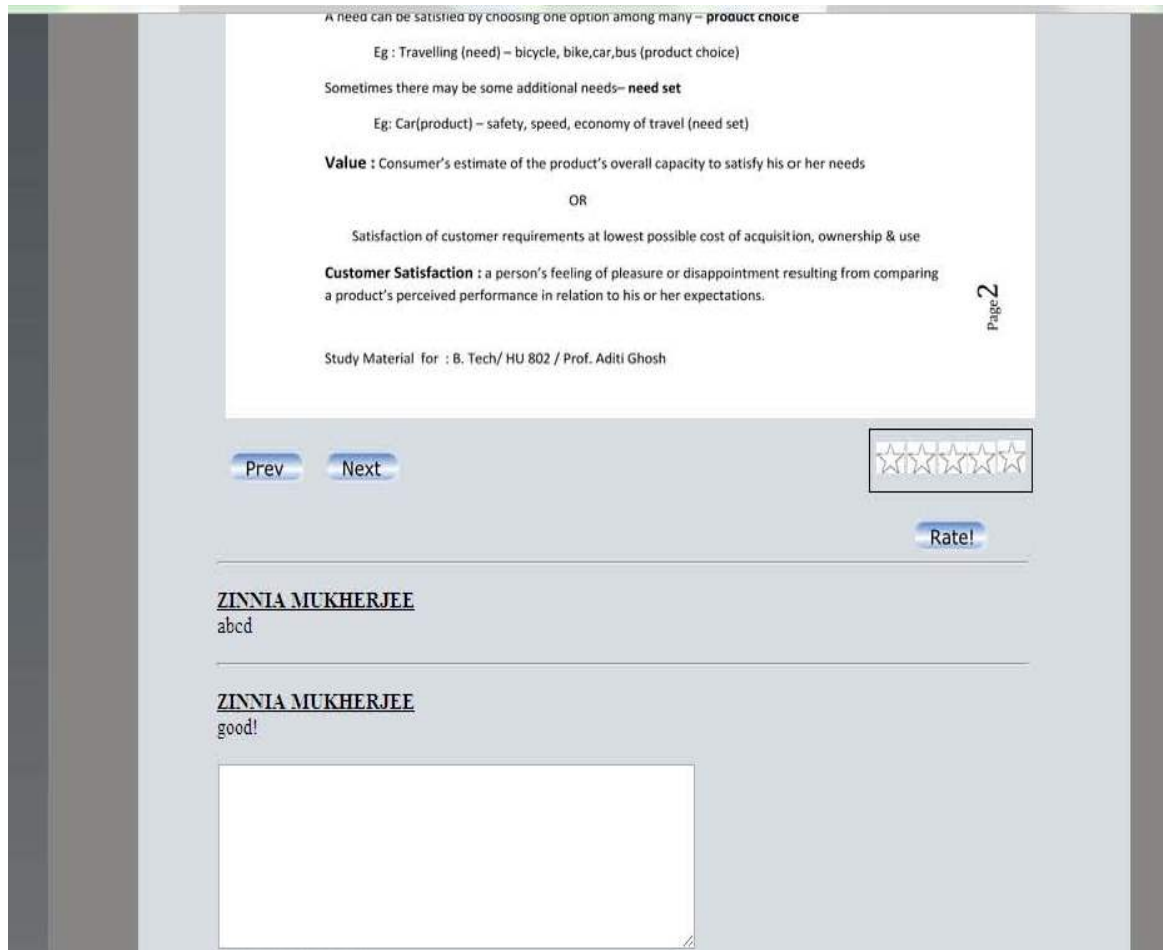 A need can be satisfied by choosing one option among many – product choice
Eg : Travelling (need) – bicycle, bike,car,bus (product choice)
Sometimes there may be some additional needs– need set
Eg: Car(product) – safety, speed, economy of travel (need set)
Value : Consumer's estimate of the product's overall capacity to satisfy his or her needs
OR
Satisfaction of customer requirements at lowest possible cost of acquisition, ownership & use
Customer Satisfaction : a person's feeling of pleasure or disappointment resulting from comparing
a product's perceived performance in relation to his or her expectations.
Page 2
Study Material for : B. Tech/ HU 802 / Prof. Aditi Ghosh
Prev Next
Rate!
ZINNIA MUKHERJEE
abcd
ZINNIA MUKHERJEE
good!